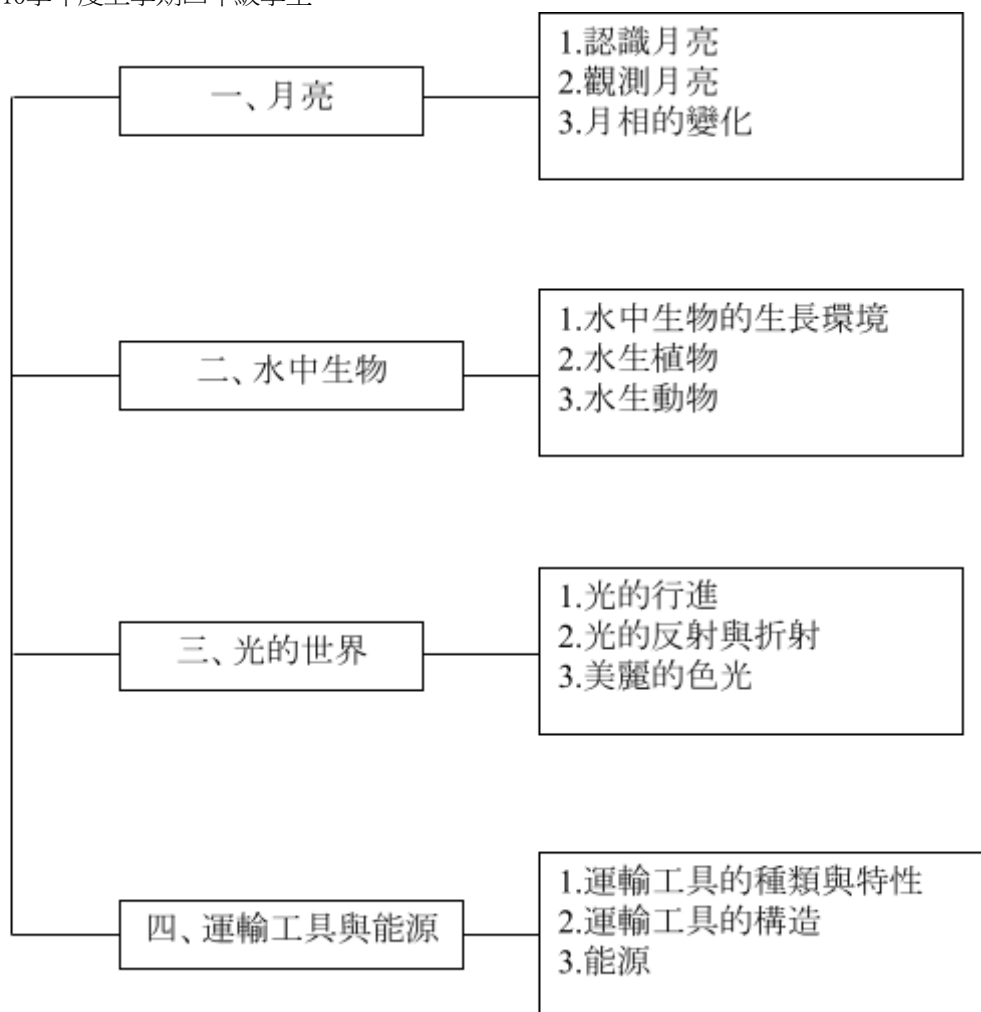 一、月亮
1.認識月亮
2.觀測月亮
3.月相的變化
二、水中生物
1.水中生物的生長環境
2.水生植物
3.水生動物
三、光的世界
1.光的行進
2.光的反射與折射
3.美麗的色光
四、運輸工具與能源
1.運輸工具的種類與特性
2.運輸工具的構造
3.能源